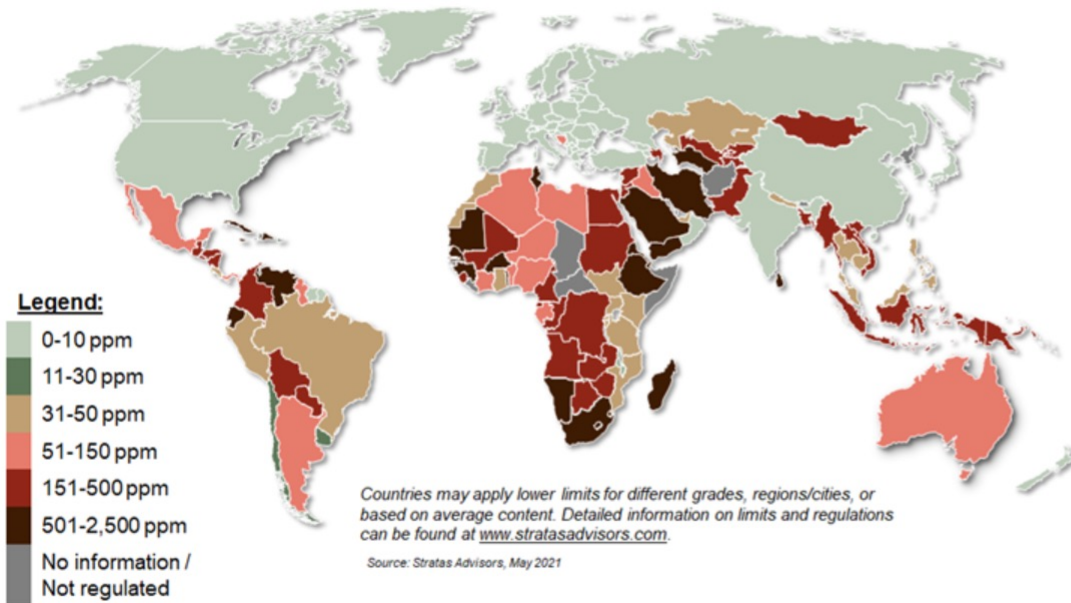 Legend:
0-10 ppm
11-30 ppm
31-50 ppm
51-150 ppm
151-500 ppm
501-2,500 ppm
No information /
Not regulated
Countries may apply lower limits for different grades, regions/cities, or
based on average content. Detailed information on limits and regulations
can be found at www.stratasadvisors.com.
Source: Stratas Advisors, May 2021